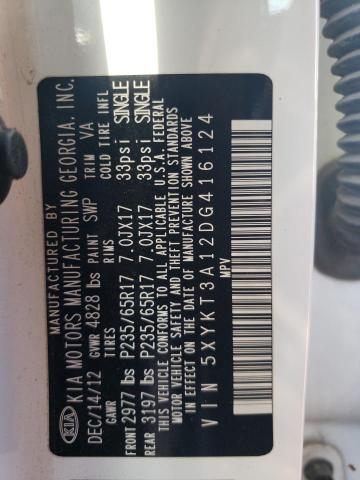 MANUFACTURED BY
KIA KIA MOTORS MANUFACTURING GEORGIA, INC.
DEC/14/12 PAINT SWP TRIM VA
GVWR 4828 lbs
GAWR TIRES RIMS COLD TIRE INFL
FRONT 2977 lbs P235/65R17 7.0JX17 33psi SINGLE
REAR 3197 lbs P235/65R17 7.0JX17 33psi SINGLE
THIS VEHICLE CONFORMS TO ALL APPLICABLE U.S.A. FEDERAL
MOTOR VEHICLE SAFETY AND THEFT PREVENTION STANDARDS
IN EFFECT ON THE DATE OF MANUFACTURE SHOWN ABOVE.
VIN 5XYKT3A12DG416124
MPV